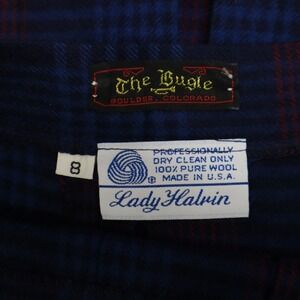 The Bugle
BOULDER, COLORADO
PROFESSIONALLY
DRY CLEAN ONLY
100% PURE WOOL
MADE IN U.S.A.
8
Lady Halvin